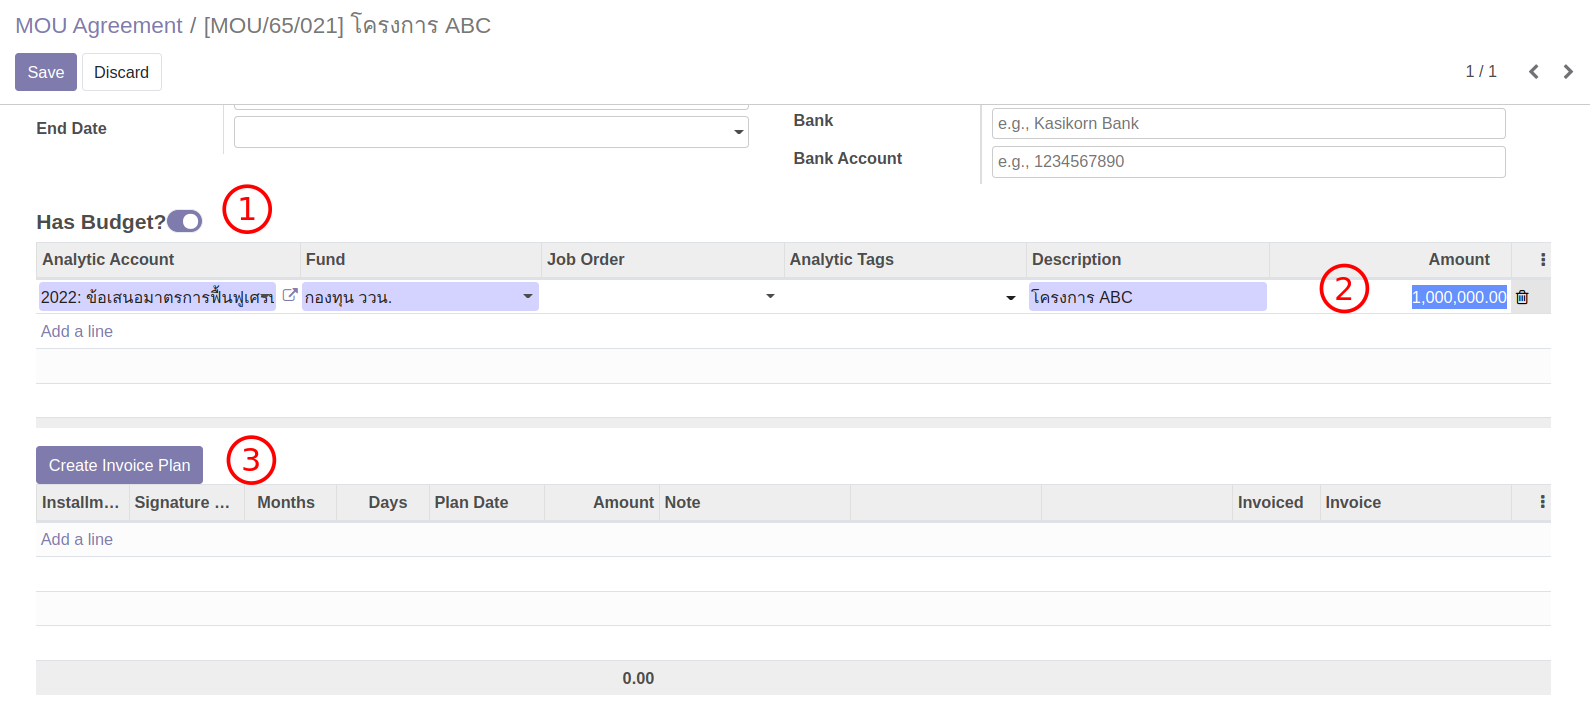 MOU Agreement / [MOU/65/021] โครงการ ABC
Save Discard 1 / 1
End Date
Bank e.g., Kasikorn Bank
Bank Account e.g., 1234567890
Has Budget? 1
Analytic Account Fund Job Order Analytic Tags Description Amount
2022: ข้อเสนอมาตรการฟื้นฟูเศรษ กองทุน ววน. โครงการ ABC 2 1,000,000.00
Add a line
Create Invoice Plan 3
Installm... Signature ... Months Days Plan Date Amount Note Invoiced Invoice
Add a line
0.00